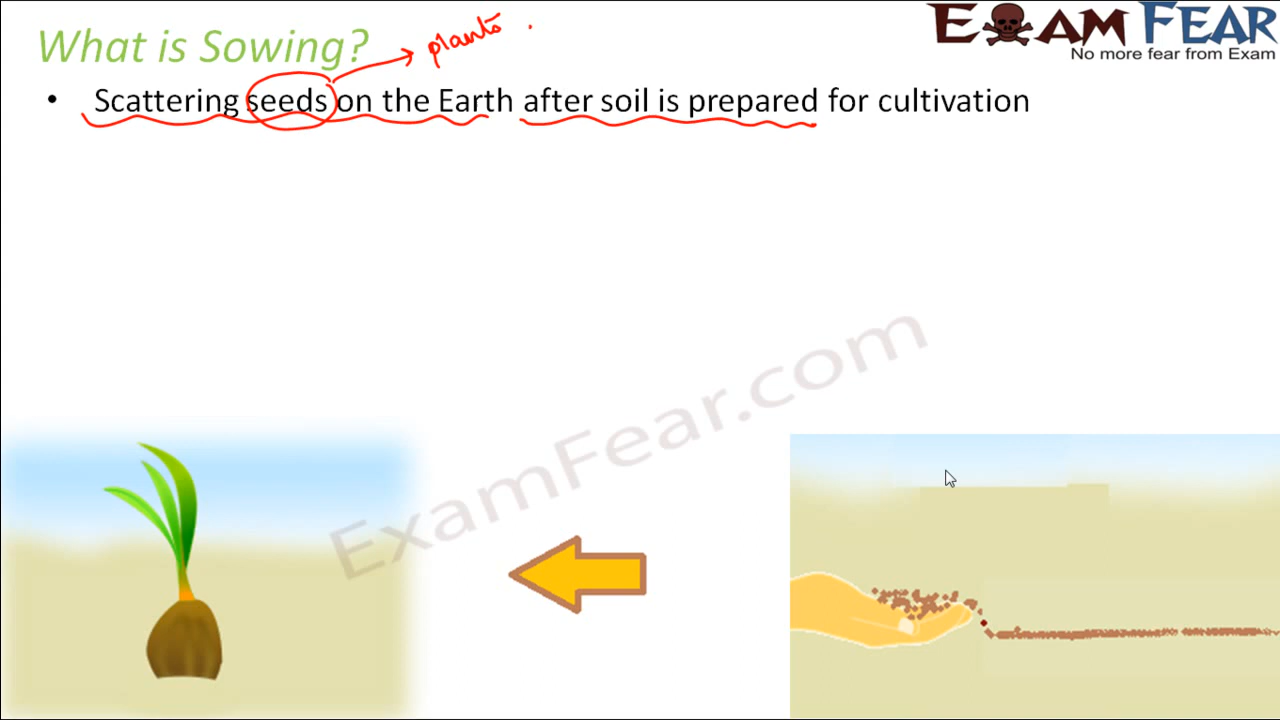 What is Sowing?
plants
EXAM FEAR
No more fear from Exam
• Scattering seeds on the Earth after soil is prepared for cultivation
ExamFear.com